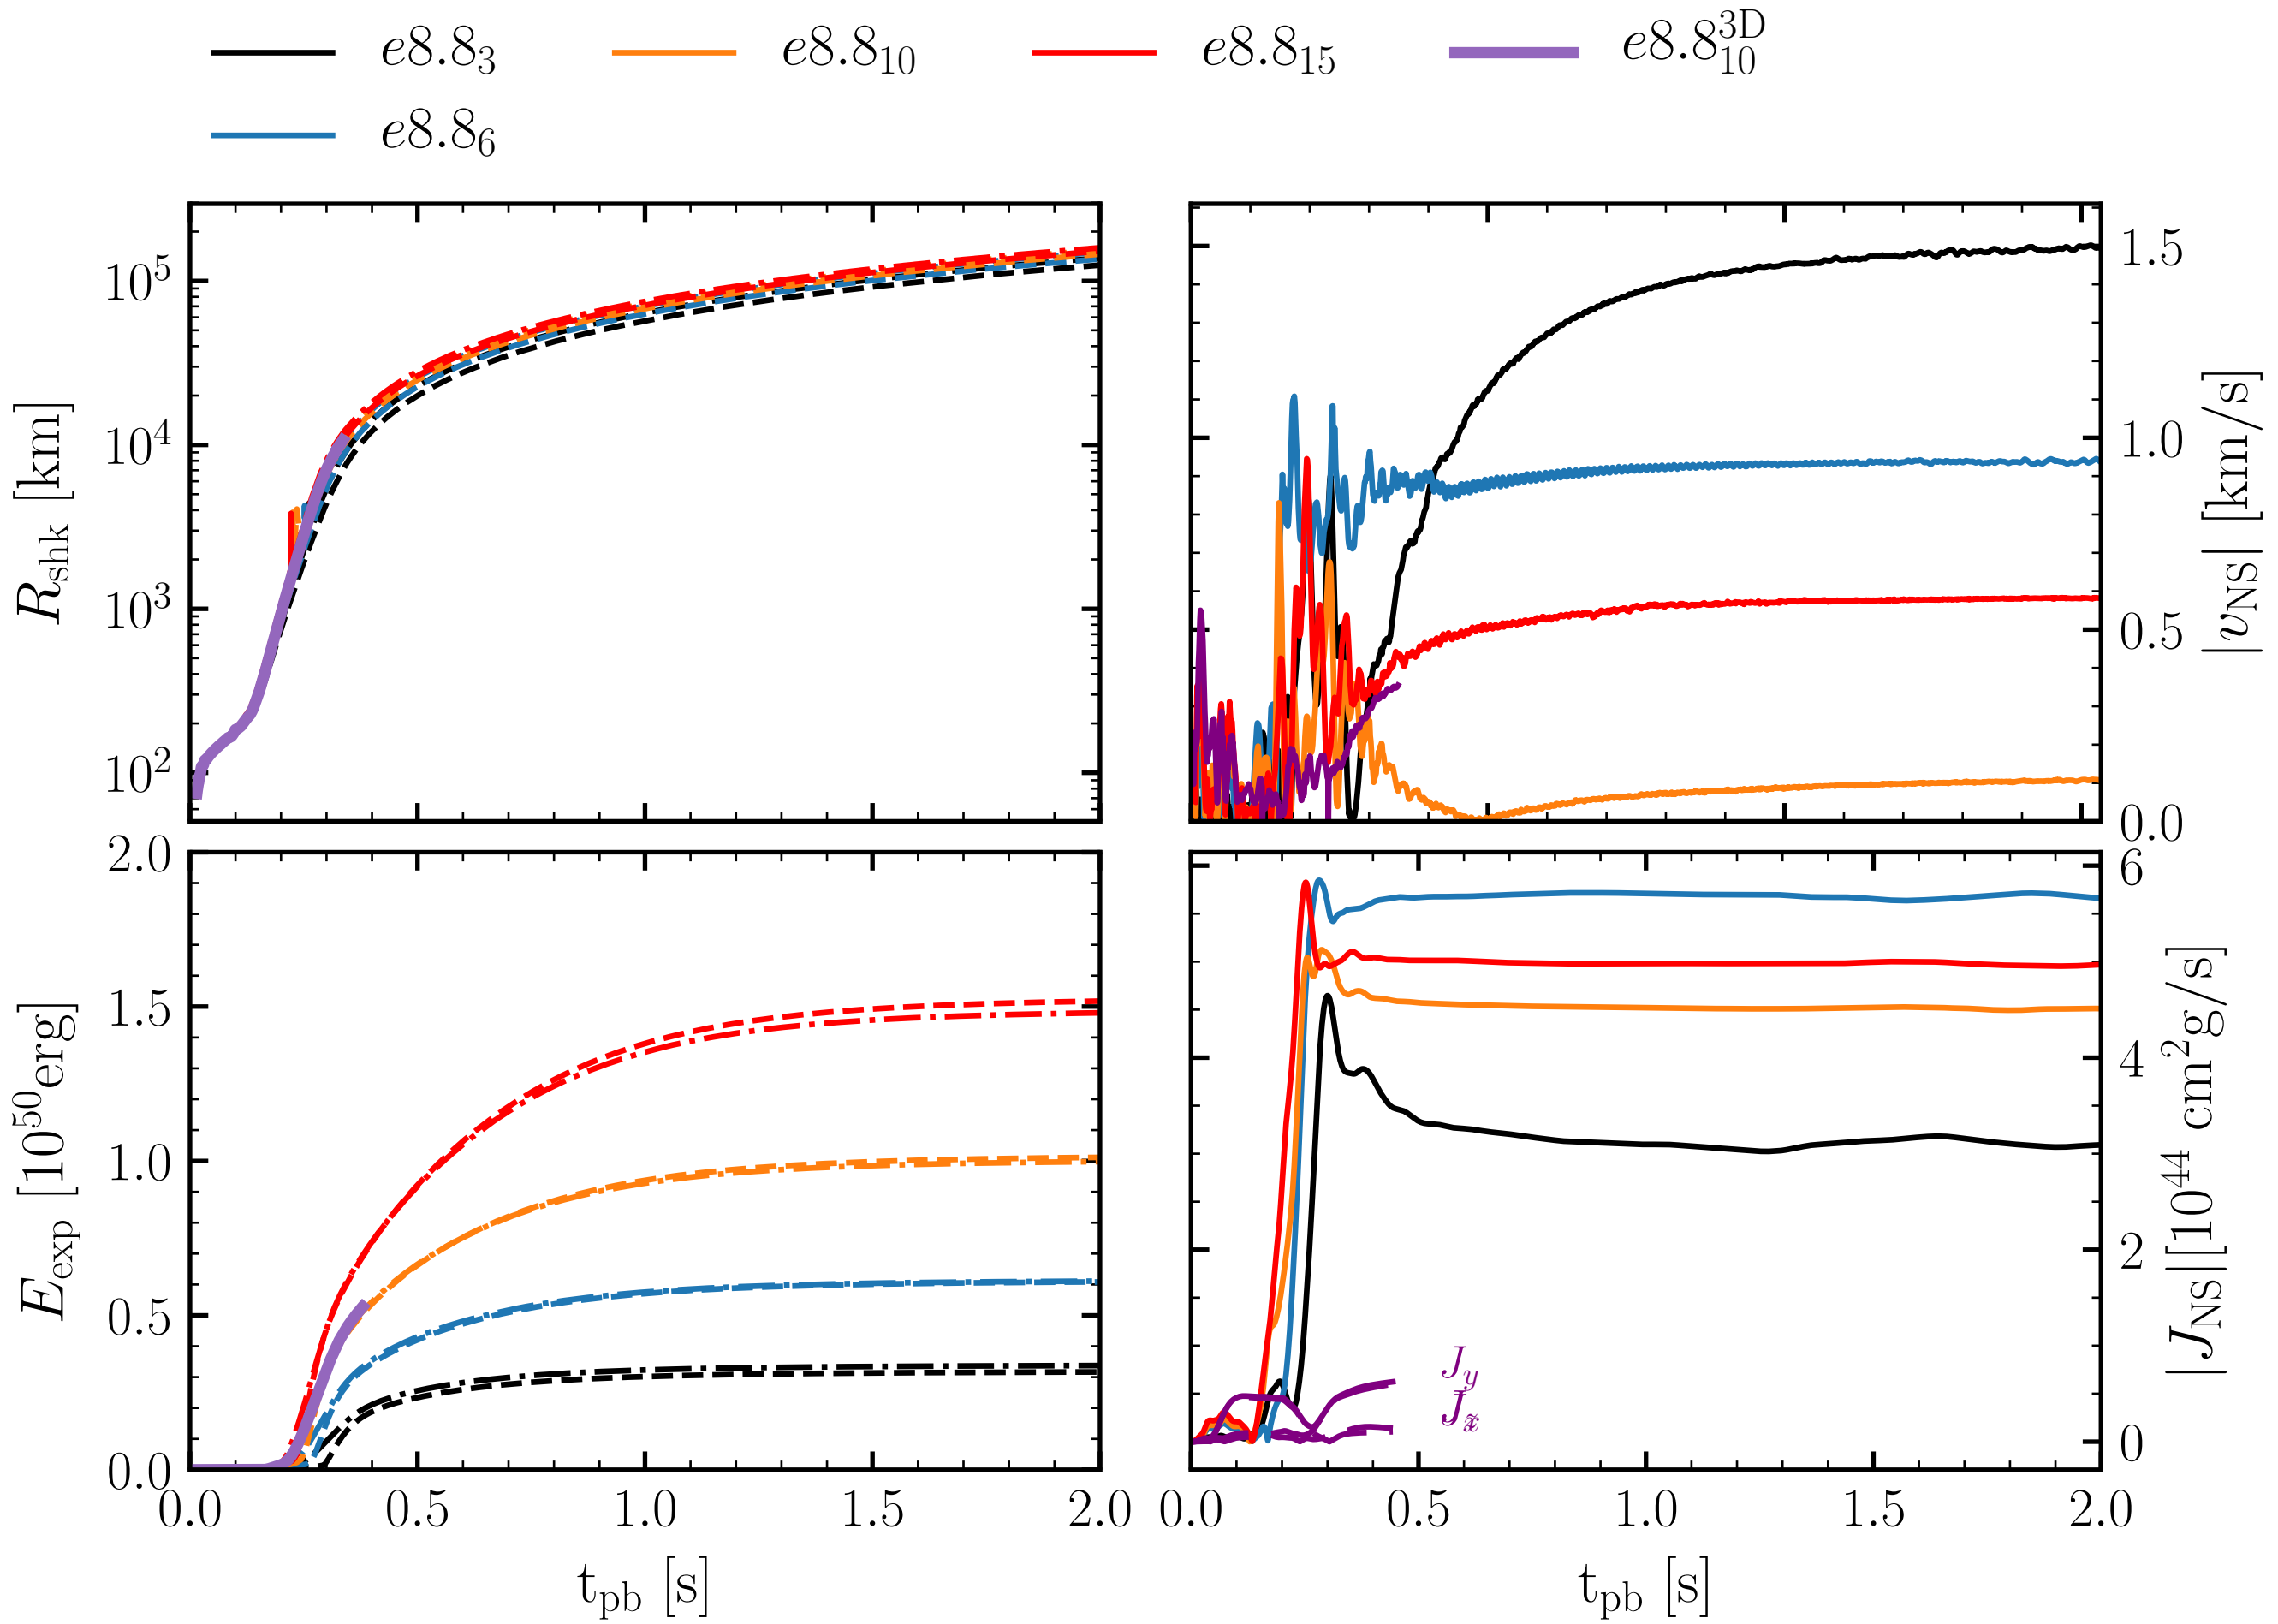 e8.8₃ e8.8₁₀ e8.8₁₅ e8.8₁₀³ᴰ
e8.8₆
R_shk [km]
10⁵
10⁴
10³
10²
|v_NS| [km/s]
1.5
1.0
0.5
0.0
E_exp [10⁵⁰erg]
2.0
1.5
1.0
0.5
0.0
|J_NS|[10⁴⁴ cm²g/s]
6
4
2
0
J_y
0.0 0.5 1.0 1.5 2.0
0.0 0.5 1.0 1.5 2.0
t_pb [s]
t_pb [s]